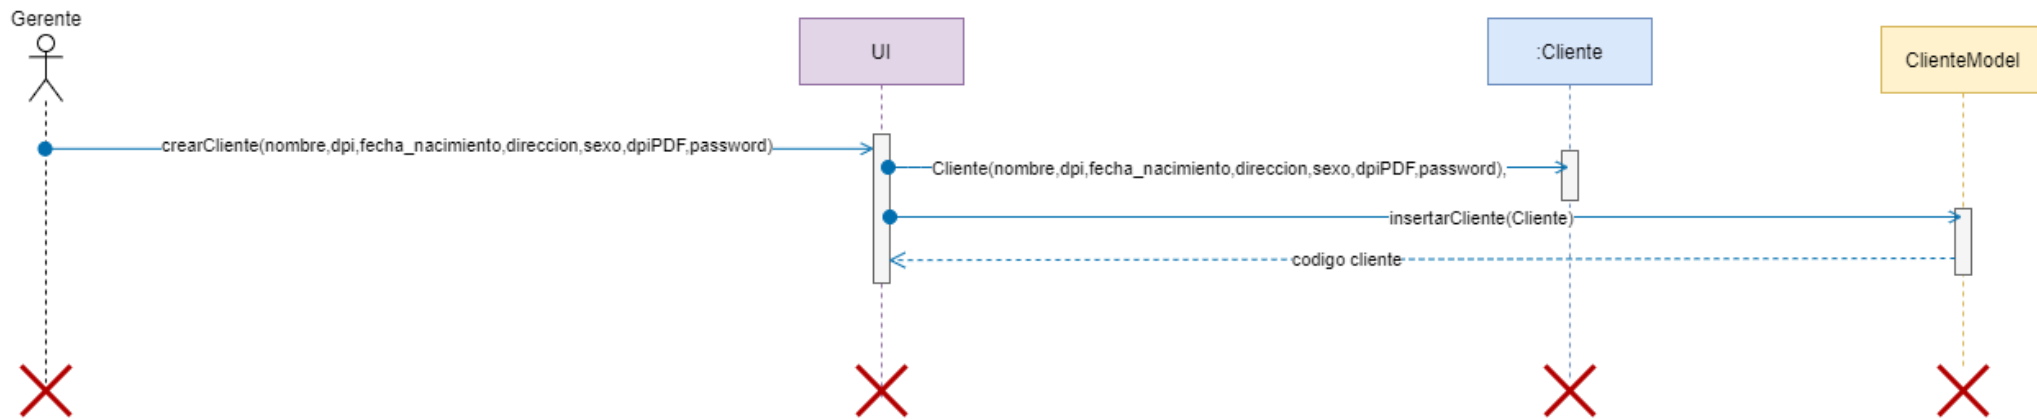 Gerente
UI
:Cliente
ClienteModel
crearCliente(nombre,dpi,fecha_nacimiento,direccion,sexo,dpiPDF,password)
Cliente(nombre,dpi,fecha_nacimiento,direccion,sexo,dpiPDF,password),
insertarCliente(Cliente)
codigo cliente